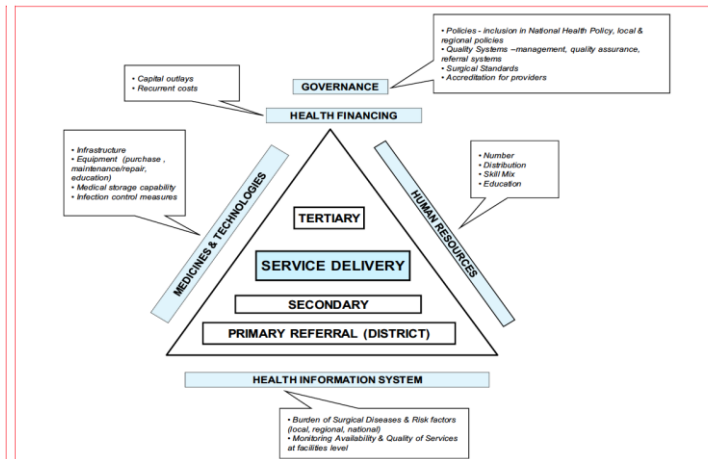 • Policies - inclusion in National Health Policy, local &
regional policies
• Quality Systems –management, quality assurance,
referral systems
• Surgical Standards
• Accreditation for providers
• Capital outlays
• Recurrent costs
GOVERNANCE
HEALTH FINANCING
• Infrastructure
• Equipment (purchase ,
maintenance/repair,
education)
• Medical storage capability
• Infection control measures
• Number
• Distribution
• Skill Mix
• Education
MEDICINES & TECHNOLOGIES
HUMAN RESOURCES
TERTIARY
SERVICE DELIVERY
SECONDARY
PRIMARY REFERRAL (DISTRICT)
HEALTH INFORMATION SYSTEM
• Burden of Surgical Diseases & Risk factors
(local, regional, national)
• Monitoring Availability & Quality of Services
at facilities level